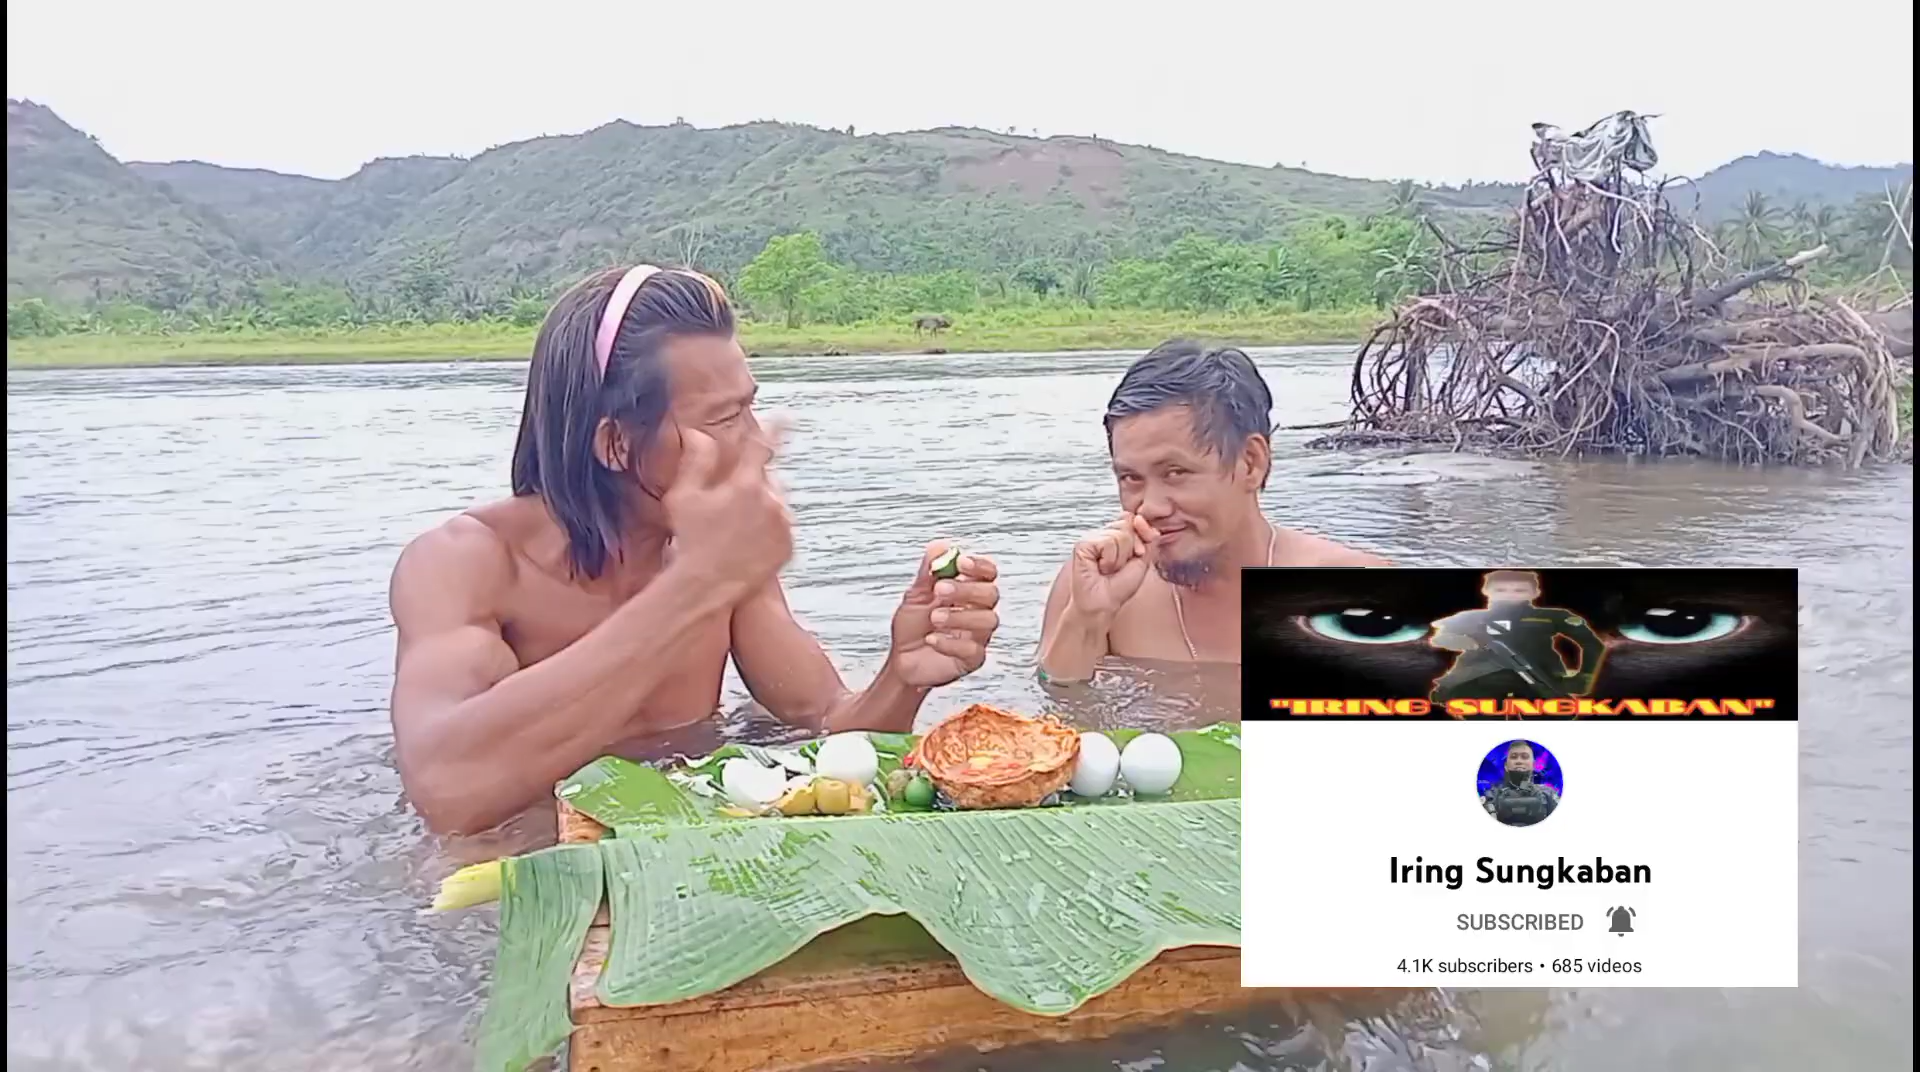 "IRING SUNGKABAN"
Iring Sungkaban
SUBSCRIBED
4.1K subscribers • 685 videos